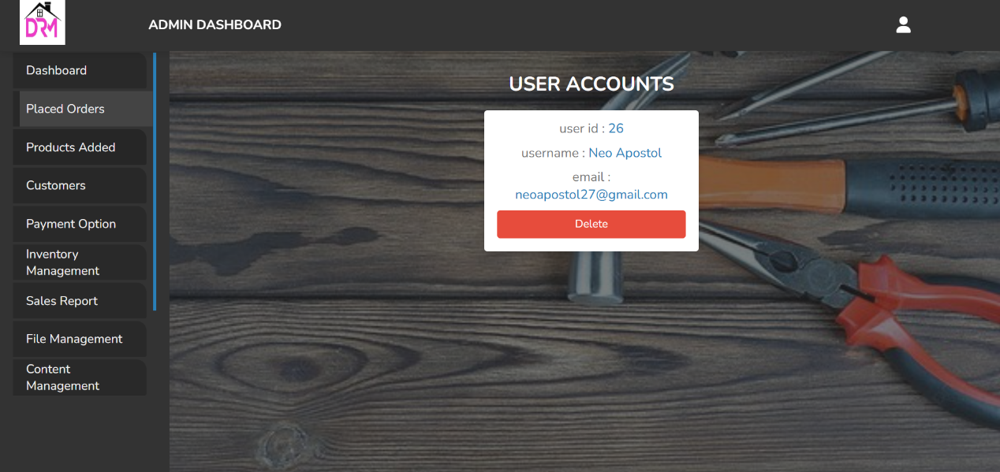 DRM
ADMIN DASHBOARD
Dashboard
Placed Orders
Products Added
Customers
Payment Option
Inventory
Management
Sales Report
File Management
Content
Management
USER ACCOUNTS
user id : 26
username : Neo Apostol
email :
neoapostol27@gmail.com
Delete